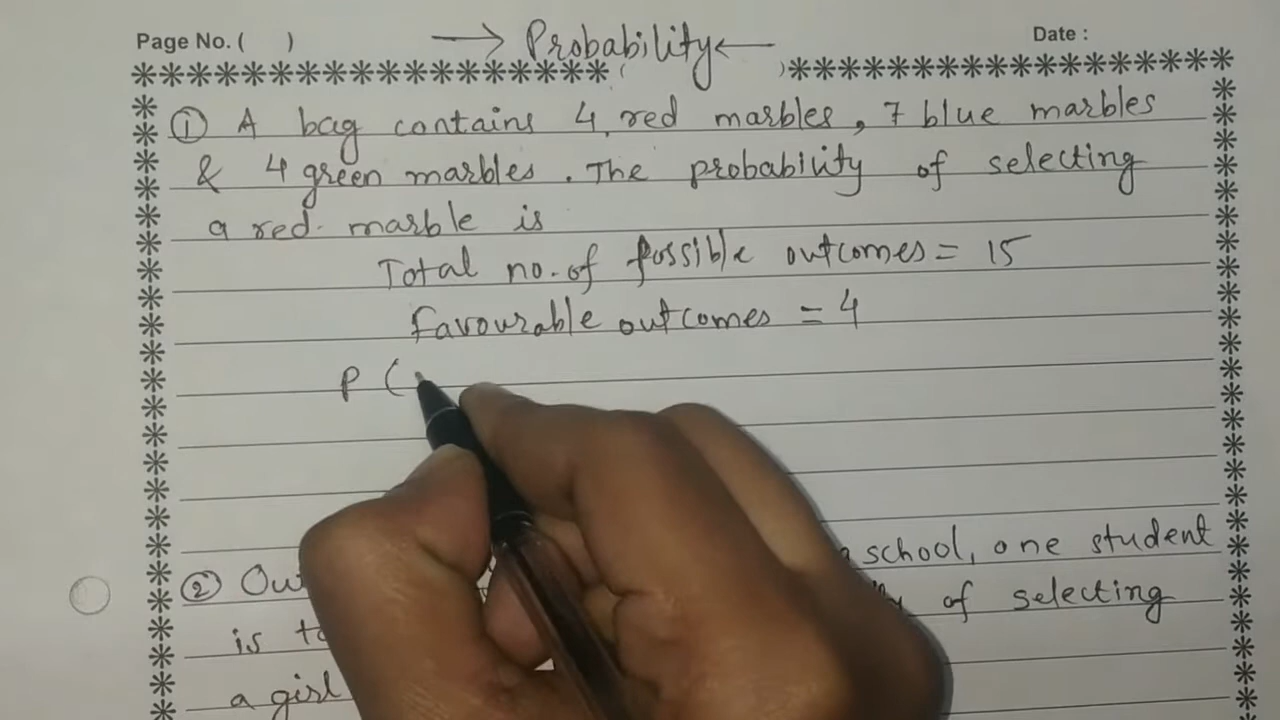 Page No. ( ) → Probability ← Date :
① A bag contains 4 red marbles, 7 blue marbles
& 4 green marbles. The probability of selecting
a red marble is
Total no. of possible outcomes = 15
favourable outcomes = 4
P (
② school, one student
is of selecting
a girl